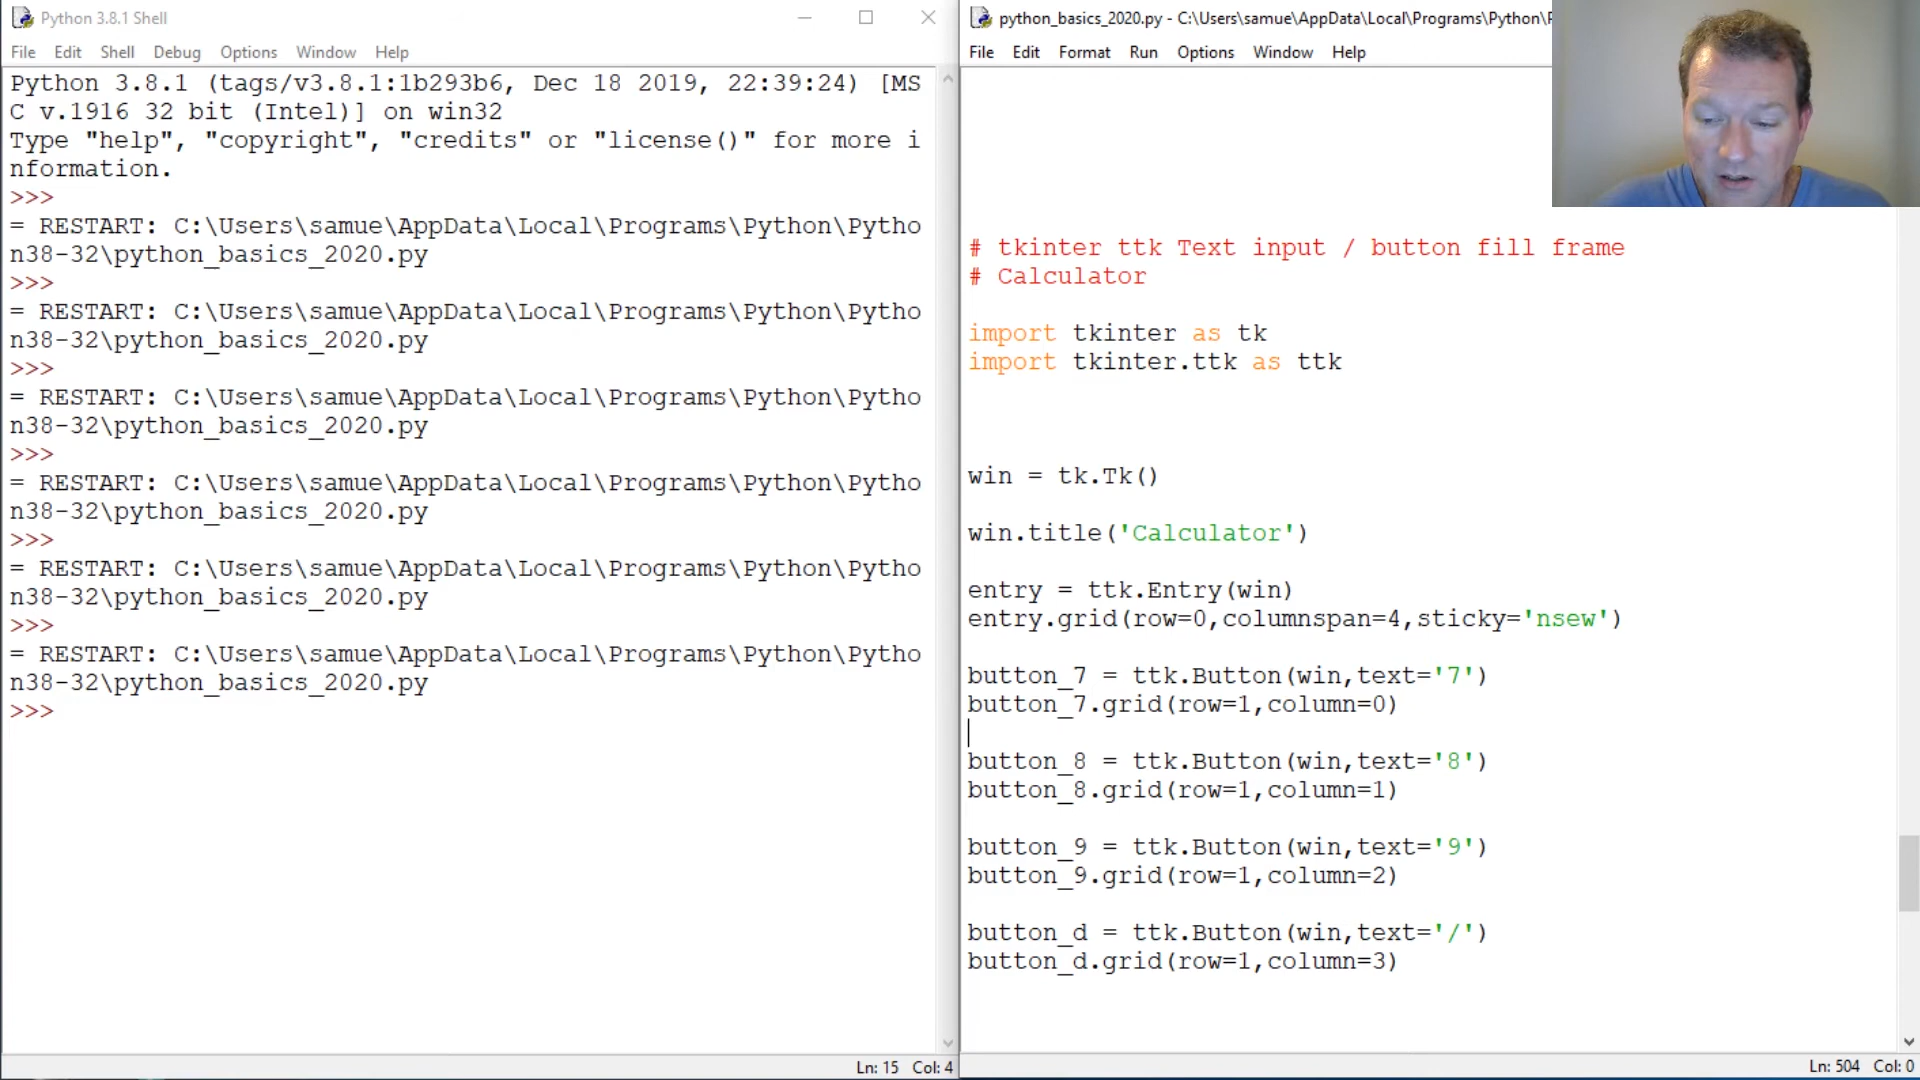 Python 3.8.1 Shell
File Edit Shell Debug Options Window Help
Python 3.8.1 (tags/v3.8.1:1b293b6, Dec 18 2019, 22:39:24) [MS
C v.1916 32 bit (Intel)] on win32
Type "help", "copyright", "credits" or "license()" for more i
nformation.
>>>
= RESTART: C:\Users\samue\AppData\Local\Programs\Python\Pytho
n38-32\python_basics_2020.py
>>>
= RESTART: C:\Users\samue\AppData\Local\Programs\Python\Pytho
n38-32\python_basics_2020.py
>>>
= RESTART: C:\Users\samue\AppData\Local\Programs\Python\Pytho
n38-32\python_basics_2020.py
>>>
= RESTART: C:\Users\samue\AppData\Local\Programs\Python\Pytho
n38-32\python_basics_2020.py
>>>
= RESTART: C:\Users\samue\AppData\Local\Programs\Python\Pytho
n38-32\python_basics_2020.py
>>>
= RESTART: C:\Users\samue\AppData\Local\Programs\Python\Pytho
n38-32\python_basics_2020.py
>>>
Ln: 15 Col: 4
python_basics_2020.py - C:\Users\samue\AppData\Local\Programs\Python\
File Edit Format Run Options Window Help
# tkinter ttk Text input / button fill frame
# Calculator
import tkinter as tk
import tkinter.ttk as ttk
win = tk.Tk()
win.title('Calculator')
entry = ttk.Entry(win)
entry.grid(row=0,columnspan=4,sticky='nsew')
button_7 = ttk.Button(win,text='7')
button_7.grid(row=1,column=0)
button_8 = ttk.Button(win,text='8')
button_8.grid(row=1,column=1)
button_9 = ttk.Button(win,text='9')
button_9.grid(row=1,column=2)
button_d = ttk.Button(win,text='/')
button_d.grid(row=1,column=3)
Ln: 504 Col: 0